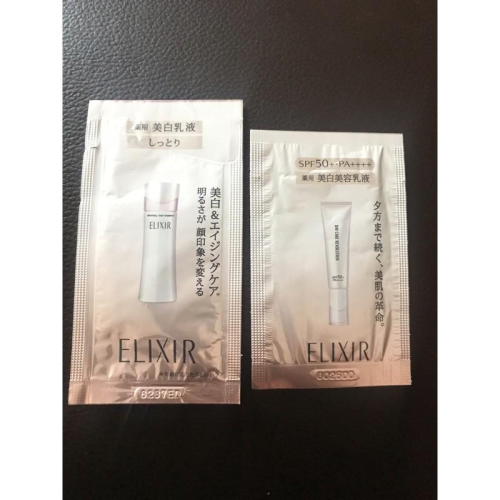 薬用 美白乳液
しっとり
美白&エイジングケア。
明るさが 顔印象を変える
ELIXIR
ELIXIR
SPF50+・PA++++
薬用 美白美容乳液
夕方まで続く、美肌の革命。
ELIXIR